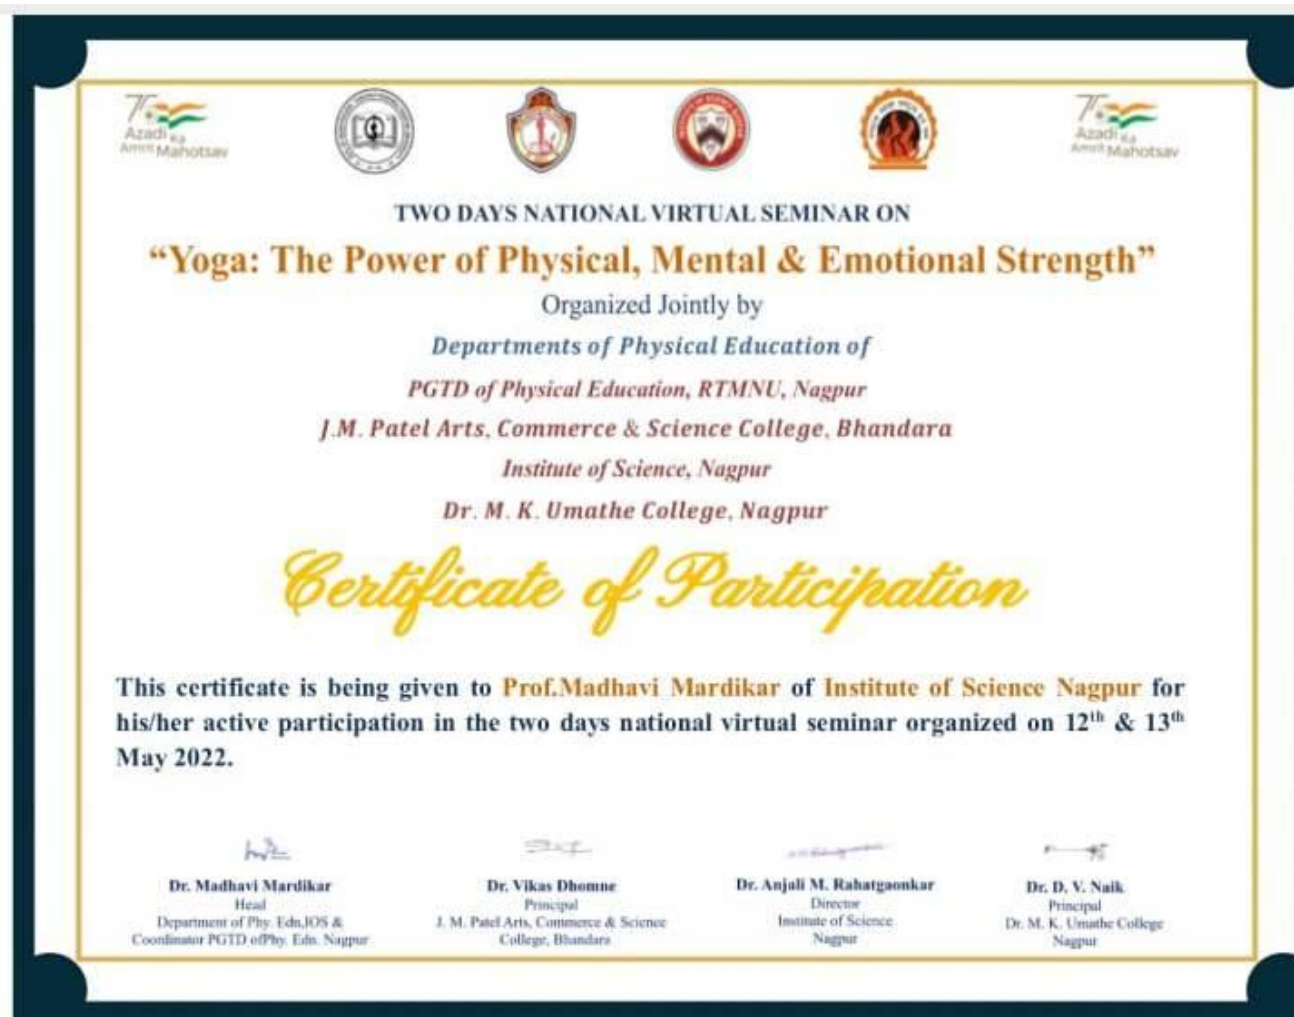 Azadi Ka
Amrit Mahotsav
Azadi Ka
Amrit Mahotsav
TWO DAYS NATIONAL VIRTUAL SEMINAR ON
“Yoga: The Power of Physical, Mental & Emotional Strength”
Organized Jointly by
Departments of Physical Education of
PGTD of Physical Education, RTMNU, Nagpur
J.M. Patel Arts, Commerce & Science College, Bhandara
Institute of Science, Nagpur
Dr. M. K. Umathe College, Nagpur
Certificate of Participation
This certificate is being given to Prof.Madhavi Mardikar of Institute of Science Nagpur for
his/her active participation in the two days national virtual seminar organized on 12th & 13th
May 2022.
Dr. Madhavi Mardikar
Head
Department of Phy. Edn,IOS &
Coordinator PGTD ofPhy. Edn. Nagpur
Dr. Vikas Dhomne
Principal
J. M. Patel Arts, Commerce & Science
College, Bhandara
Dr. Anjali M. Rahatgaonkar
Director
Institute of Science
Nagpur
Dr. D. V. Naik
Principal
Dr. M. K. Umathe College
Nagpur